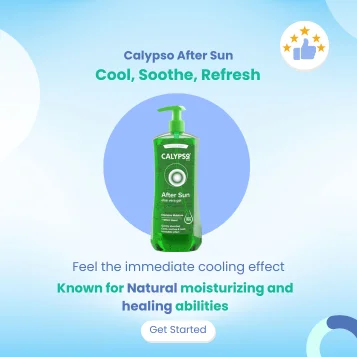 Calypso After Sun
Cool, Soothe, Refresh
CALYPSO
After Sun
Feel the immediate cooling effect
Known for Natural moisturizing and
healing abilities
Get Started